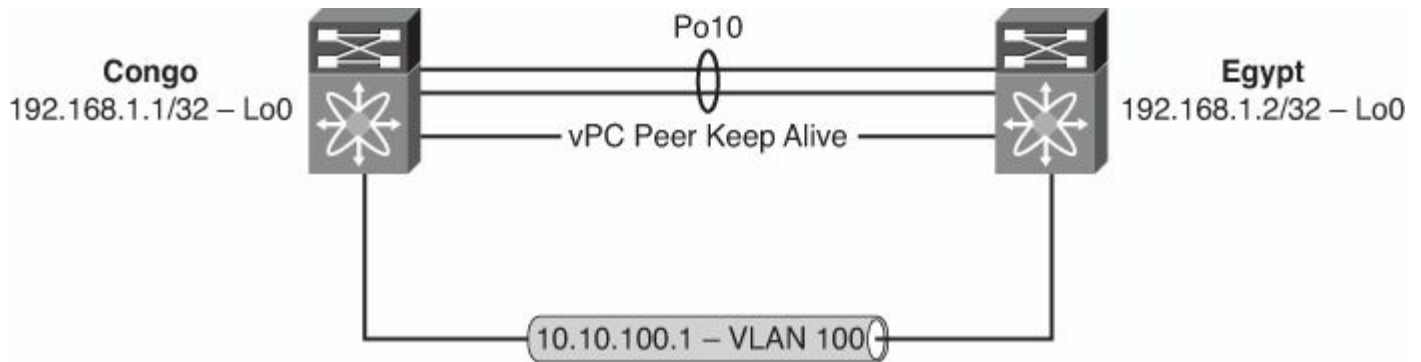 Po10
Congo
192.168.1.1/32 – Lo0
Egypt
192.168.1.2/32 – Lo0
vPC Peer Keep Alive
10.10.100.1 – VLAN 100